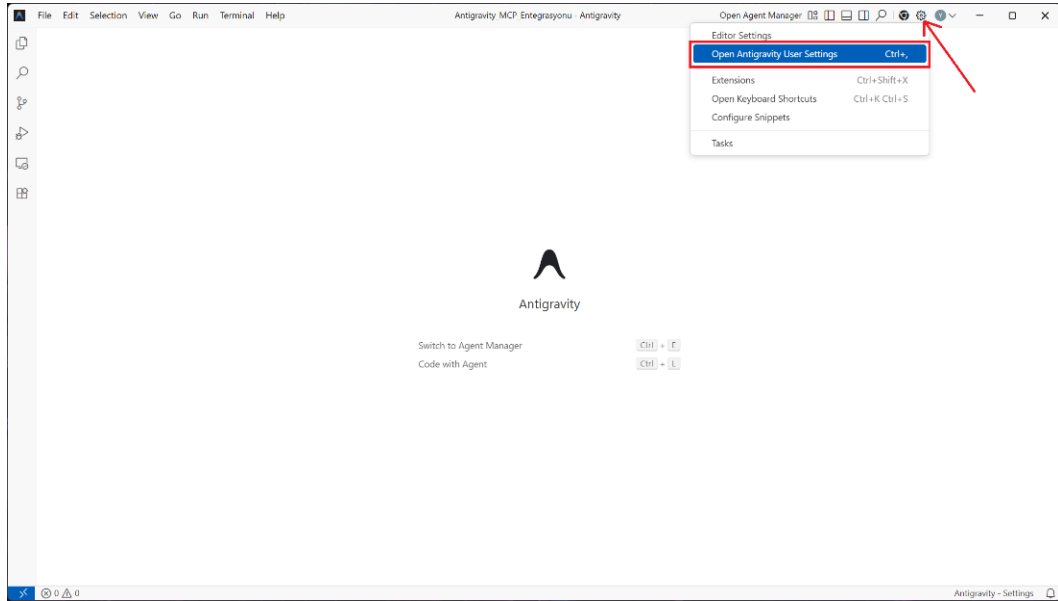 File Edit Selection View Go Run Terminal Help
Antigravity MCP Entegrasyonu - Antigravity
Open Agent Manager
Editor Settings
Open Antigravity User Settings Ctrl+,
Extensions Ctrl+Shift+X
Open Keyboard Shortcuts Ctrl+K Ctrl+S
Configure Snippets
Tasks
Antigravity
Switch to Agent Manager Ctrl +
Code with Agent Ctrl + L
0 0
Antigravity - Settings